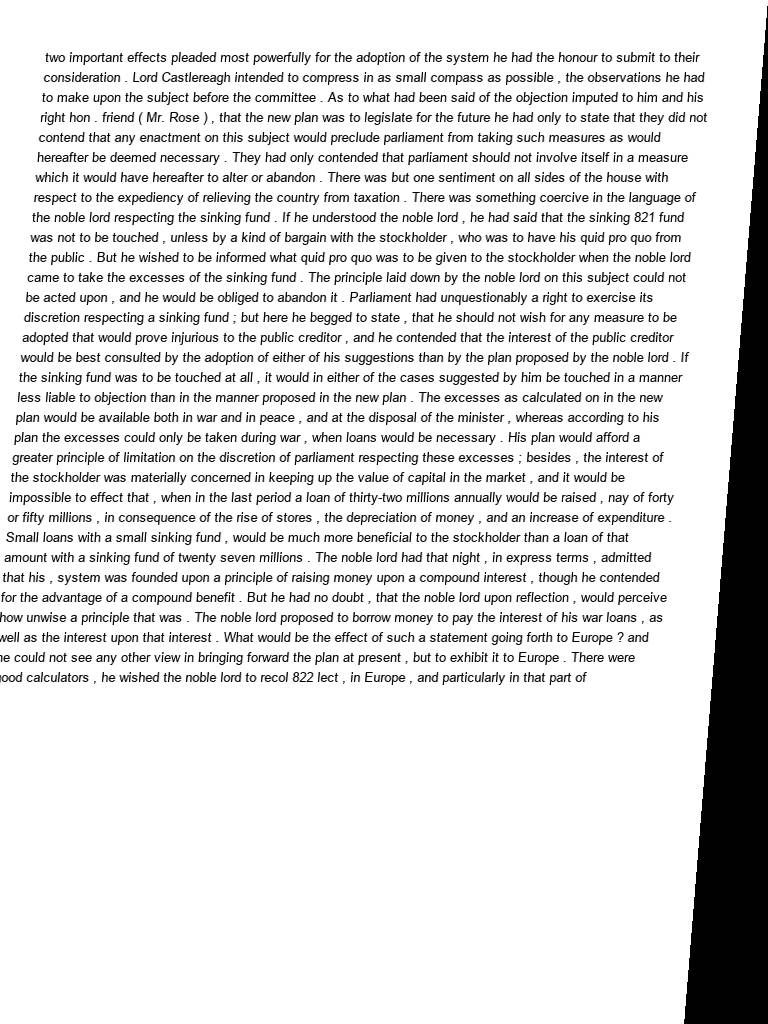 two important effects pleaded most powerfully for the adoption of the system he had the honour to submit to their
consideration . Lord Castlereagh intended to compress in as small compass as possible , the observations he had
to make upon the subject before the committee . As to what had been said of the objection imputed to him and his
right hon . friend ( Mr. Rose ) , that the new plan was to legislate for the future he had only to state that they did not
contend that any enactment on this subject would preclude parliament from taking such measures as would
hereafter be deemed necessary . They had only contended that parliament should not involve itself in a measure
which it would have hereafter to alter or abandon . There was but one sentiment on all sides of the house with
respect to the expediency of relieving the country from taxation . There was something coercive in the language of
the noble lord respecting the sinking fund . If he understood the noble lord , he had said that the sinking 821 fund
was not to be touched , unless by a kind of bargain with the stockholder , who was to have his quid pro quo from
the public . But he wished to be informed what quid pro quo was to be given to the stockholder when the noble lord
came to take the excesses of the sinking fund . The principle laid down by the noble lord on this subject could not
be acted upon , and he would be obliged to abandon it . Parliament had unquestionably a right to exercise its
discretion respecting a sinking fund ; but here he begged to state , that he should not wish for any measure to be
adopted that would prove injurious to the public creditor , and he contended that the interest of the public creditor
would be best consulted by the adoption of either of his suggestions than by the plan proposed by the noble lord . If
the sinking fund was to be touched at all , it would in either of the cases suggested by him be touched in a manner
less liable to objection than in the manner proposed in the new plan . The excesses as calculated on in the new
plan would be available both in war and in peace , and at the disposal of the minister , whereas according to his
plan the excesses could only be taken during war , when loans would be necessary . His plan would afford a
greater principle of limitation on the discretion of parliament respecting these excesses ; besides , the interest of
the stockholder was materially concerned in keeping up the value of capital in the market , and it would be
impossible to effect that , when in the last period a loan of thirty-two millions annually would be raised , nay of forty
or fifty millions , in consequence of the rise of stores , the depreciation of money , and an increase of expenditure .
Small loans with a small sinking fund , would be much more beneficial to the stockholder than a loan of that
amount with a sinking fund of twenty seven millions . The noble lord had that night , in express terms , admitted
that his , system was founded upon a principle of raising money upon a compound interest , though he contended
for the advantage of a compound benefit . But he had no doubt , that the noble lord upon reflection , would perceive
how unwise a principle that was . The noble lord proposed to borrow money to pay the interest of his war loans , as
well as the interest upon that interest . What would be the effect of such a statement going forth to Europe ? and
he could not see any other view in bringing forward the plan at present , but to exhibit it to Europe . There were
good calculators , he wished the noble lord to recol 822 lect , in Europe , and particularly in that part of